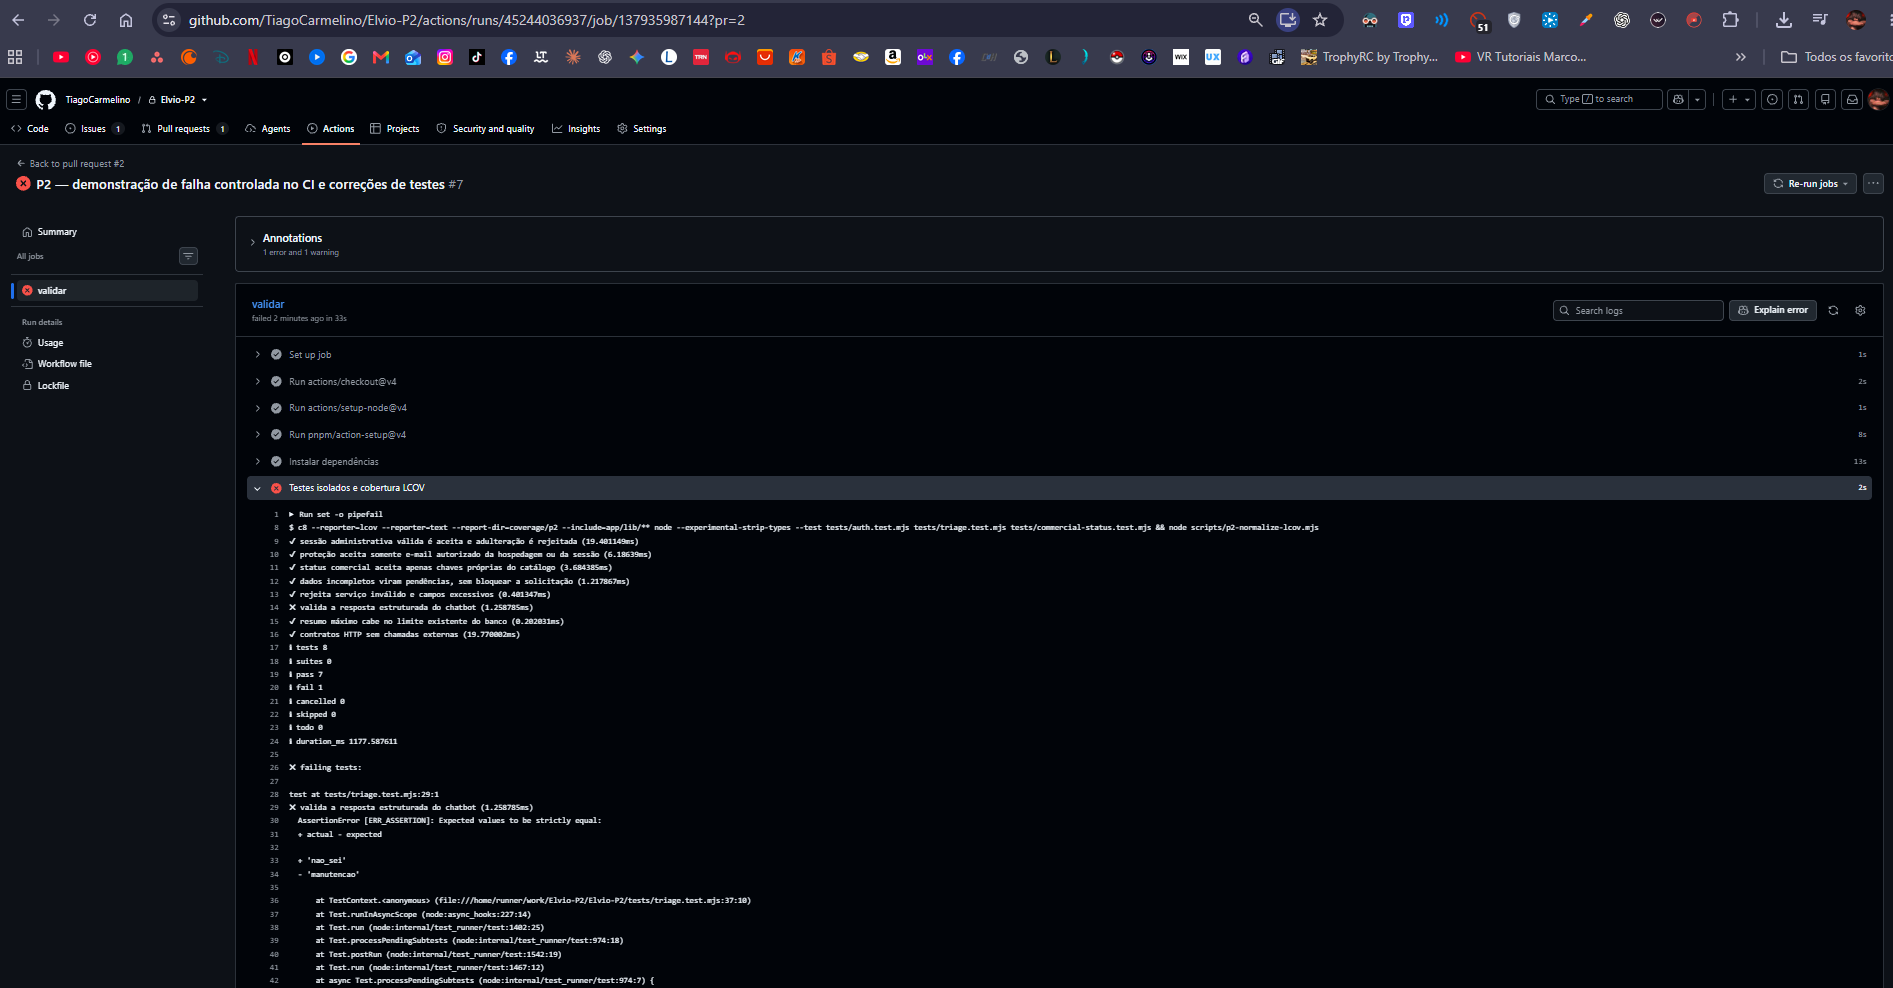 github.com/TiagoCarmelino/Elvio-P2/actions/runs/45244036937/job/137935987144?pr=2
51
TRN
WIX
UX
olx
TrophyRC by Trophy...
VR Tutoriais Marco...
Todos os favorito
TiagoCarmelino / Elvio-P2
Type / to search
Code
Issues 1
Pull requests 1
Agents
Actions
Projects
Security and quality
Insights
Settings
Back to pull request #2
P2 — demonstração de falha controlada no CI e correções de testes #7
Re-run jobs
Summary
All jobs
validar
Run details
Usage
Workflow file
Lockfile
Annotations
1 error and 1 warning
validar
failed 2 minutes ago in 33s
Search logs
Explain error
Set up job 1s
Run actions/checkout@v4 2s
Run actions/setup-node@v4 1s
Run pnpm/action-setup@v4 8s
Instalar dependências 13s
Testes isolados e cobertura LCOV 2s
1 ▶ Run set -o pipefail
8 $ c8 --reporter=lcov --reporter=text --report-dir=coverage/p2 --include=app/lib/** node --experimental-strip-types --test tests/auth.test.mjs tests/triage.test.mjs tests/commercial-status.test.mjs && node scripts/p2-normalize-lcov.mjs
9 ✔ sessão administrativa válida é aceita e adulteração é rejeitada (19.401149ms)
10 ✔ proteção aceita somente e-mail autorizado da hospedagem ou da sessão (6.18639ms)
11 ✔ status comercial aceita apenas chaves próprias do catálogo (3.684385ms)
12 ✔ dados incompletos viram pendências, sem bloquear a solicitação (1.217867ms)
13 ✔ rejeita serviço inválido e campos excessivos (0.401347ms)
14 ✖ valida a resposta estruturada do chatbot (1.258785ms)
15 ✔ resumo máximo cabe no limite existente do banco (0.202031ms)
16 ✔ contratos HTTP sem chamadas externas (19.770002ms)
17 ℹ tests 8
18 ℹ suites 0
19 ℹ pass 7
20 ℹ fail 1
21 ℹ cancelled 0
22 ℹ skipped 0
23 ℹ todo 0
24 ℹ duration_ms 1177.587611
25
26 ✖ failing tests:
27
28 test at tests/triage.test.mjs:29:1
29 ✖ valida a resposta estruturada do chatbot (1.258785ms)
30 AssertionError [ERR_ASSERTION]: Expected values to be strictly equal:
31 + actual - expected
32
33 + 'nao_sei'
34 - 'manutencao'
35
36 at TestContext.<anonymous> (file:///home/runner/work/Elvio-P2/Elvio-P2/tests/triage.test.mjs:37:10)
37 at Test.runInAsyncScope (node:async_hooks:227:14)
38 at Test.run (node:internal/test_runner/test:1402:25)
39 at Test.processPendingSubtests (node:internal/test_runner/test:974:18)
40 at Test.postRun (node:internal/test_runner/test:1542:19)
41 at Test.run (node:internal/test_runner/test:1467:12)
42 at async Test.processPendingSubtests (node:internal/test_runner/test:974:7) {